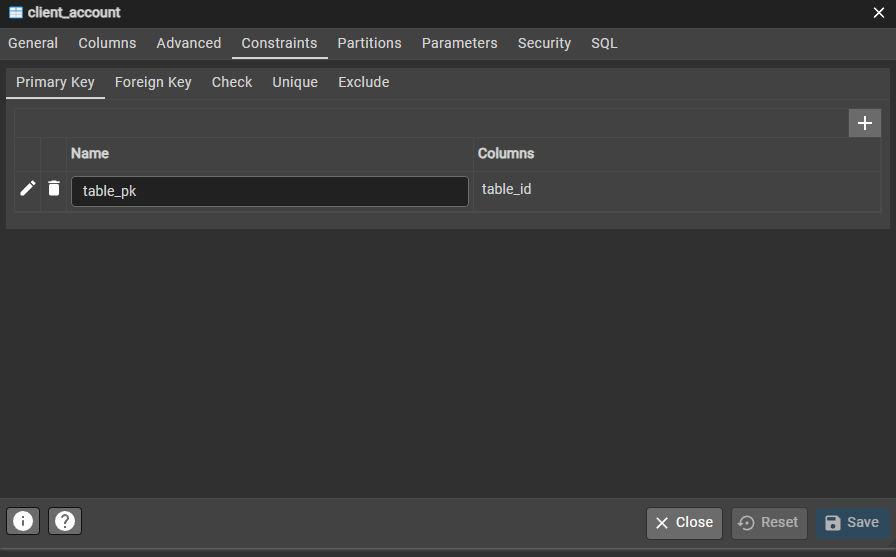 client_account
General Columns Advanced Constraints Partitions Parameters Security SQL
Primary Key Foreign Key Check Unique Exclude
Name Columns
table_pk table_id
Close Reset Save